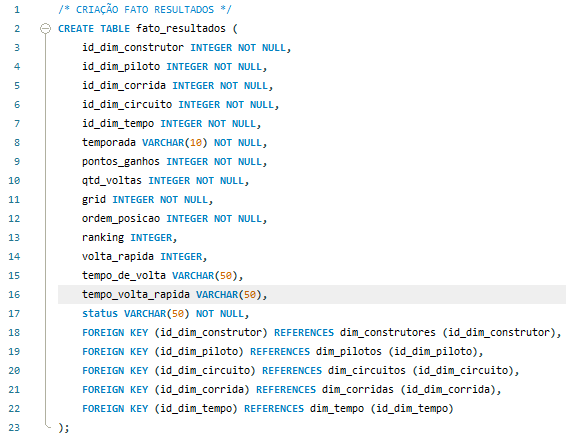 1 /* CRIAÇÃO FATO RESULTADOS */
2 CREATE TABLE fato_resultados (
3 id_dim_construtor INTEGER NOT NULL,
4 id_dim_piloto INTEGER NOT NULL,
5 id_dim_corrida INTEGER NOT NULL,
6 id_dim_circuito INTEGER NOT NULL,
7 id_dim_tempo INTEGER NOT NULL,
8 temporada VARCHAR(10) NOT NULL,
9 pontos_ganhos INTEGER NOT NULL,
10 qtd_voltas INTEGER NOT NULL,
11 grid INTEGER NOT NULL,
12 ordem_posicao INTEGER NOT NULL,
13 ranking INTEGER,
14 volta_rapida INTEGER,
15 tempo_de_volta VARCHAR(50),
16 tempo_volta_rapida VARCHAR(50),
17 status VARCHAR(50) NOT NULL,
18 FOREIGN KEY (id_dim_construtor) REFERENCES dim_construtores (id_dim_construtor),
19 FOREIGN KEY (id_dim_piloto) REFERENCES dim_pilotos (id_dim_piloto),
20 FOREIGN KEY (id_dim_circuito) REFERENCES dim_circuitos (id_dim_circuito),
21 FOREIGN KEY (id_dim_corrida) REFERENCES dim_corridas (id_dim_corrida),
22 FOREIGN KEY (id_dim_tempo) REFERENCES dim_tempo (id_dim_tempo)
23 );